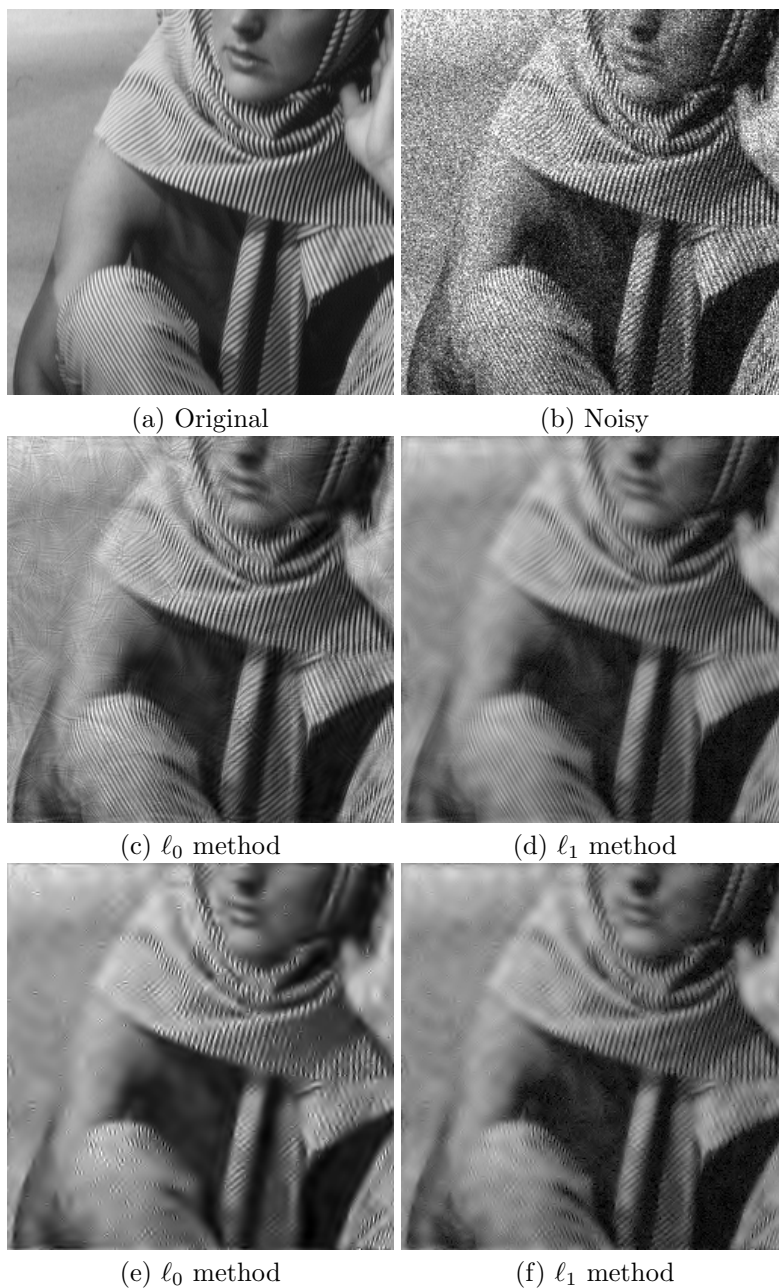 (a) Original
(b) Noisy
(c) ℓ₀ method
(d) ℓ₁ method
(e) ℓ₀ method
(f) ℓ₁ method